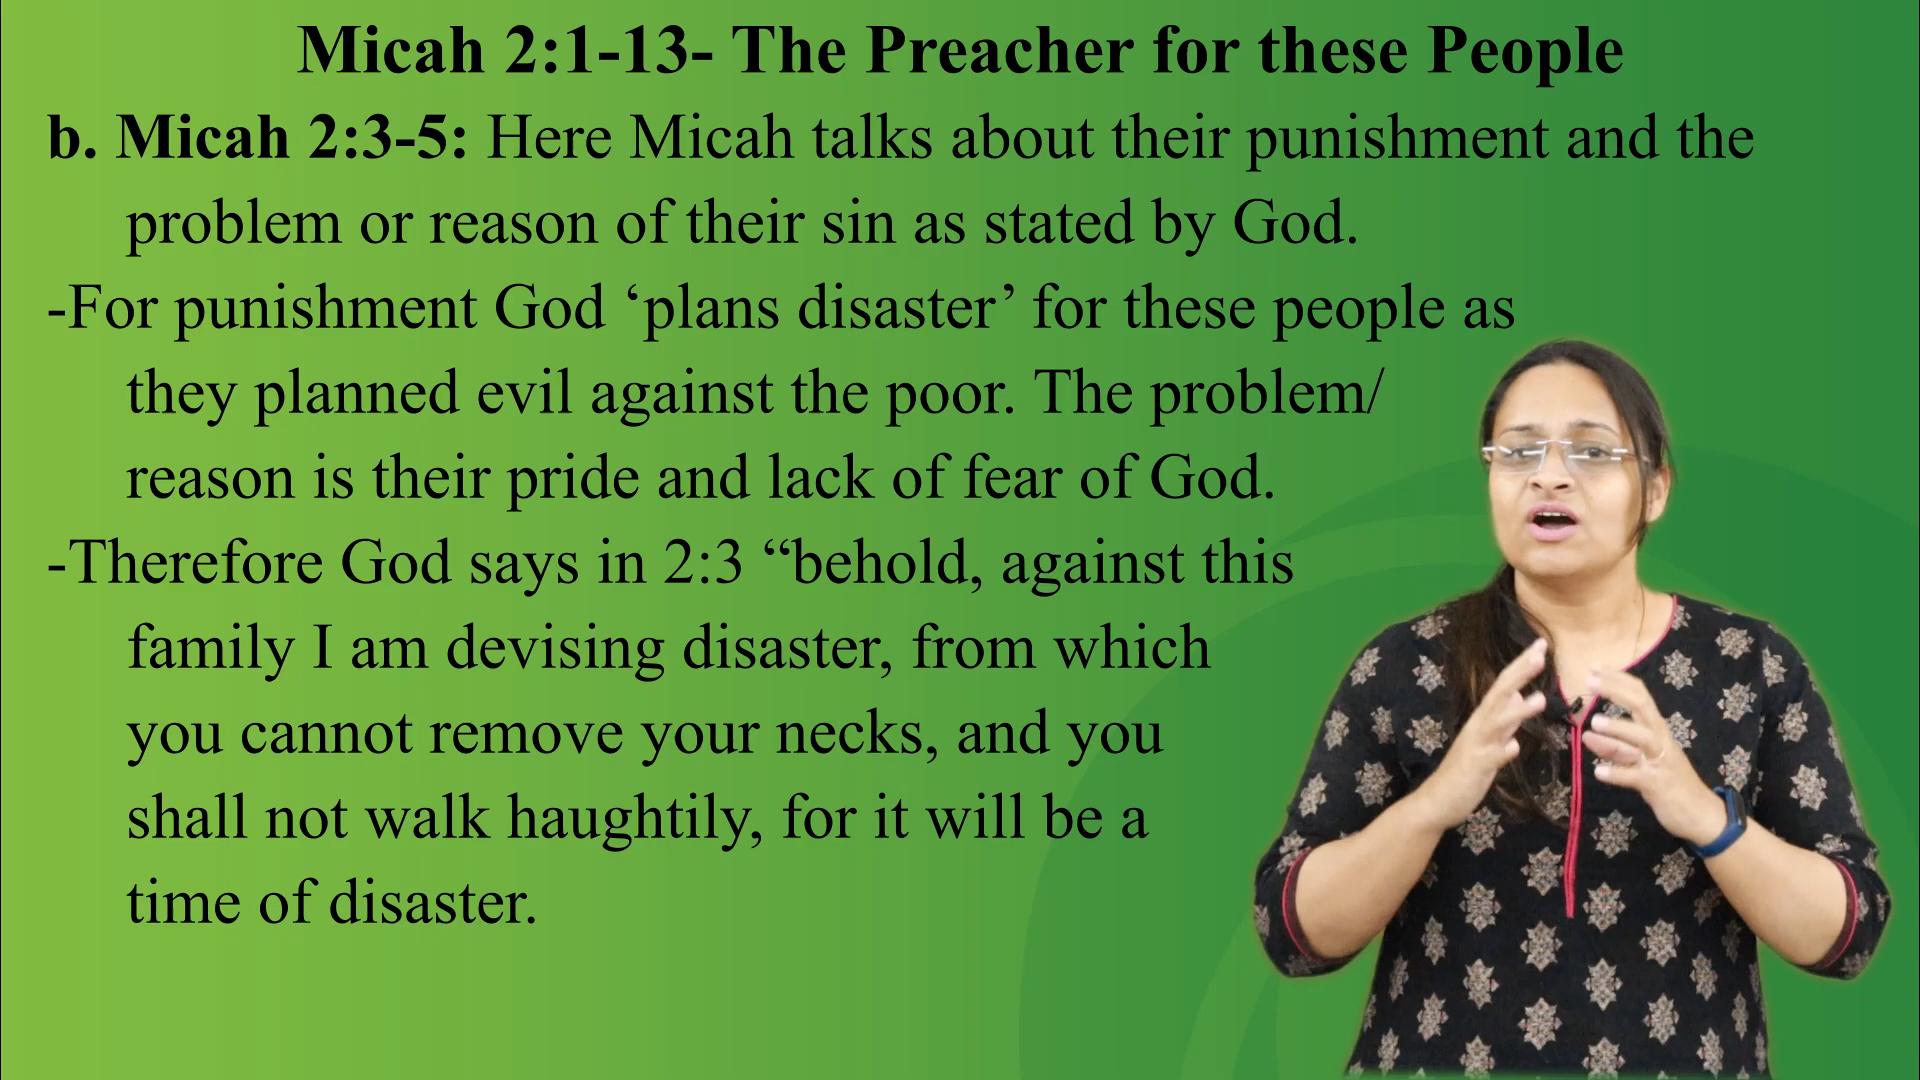 Micah 2:1-13- The Preacher for these People
b. Micah 2:3-5: Here Micah talks about their punishment and the
problem or reason of their sin as stated by God.
-For punishment God ‘plans disaster’ for these people as
they planned evil against the poor. The problem/
reason is their pride and lack of fear of God.
-Therefore God says in 2:3 “behold, against this
family I am devising disaster, from which
you cannot remove your necks, and you
shall not walk haughtily, for it will be a
time of disaster.